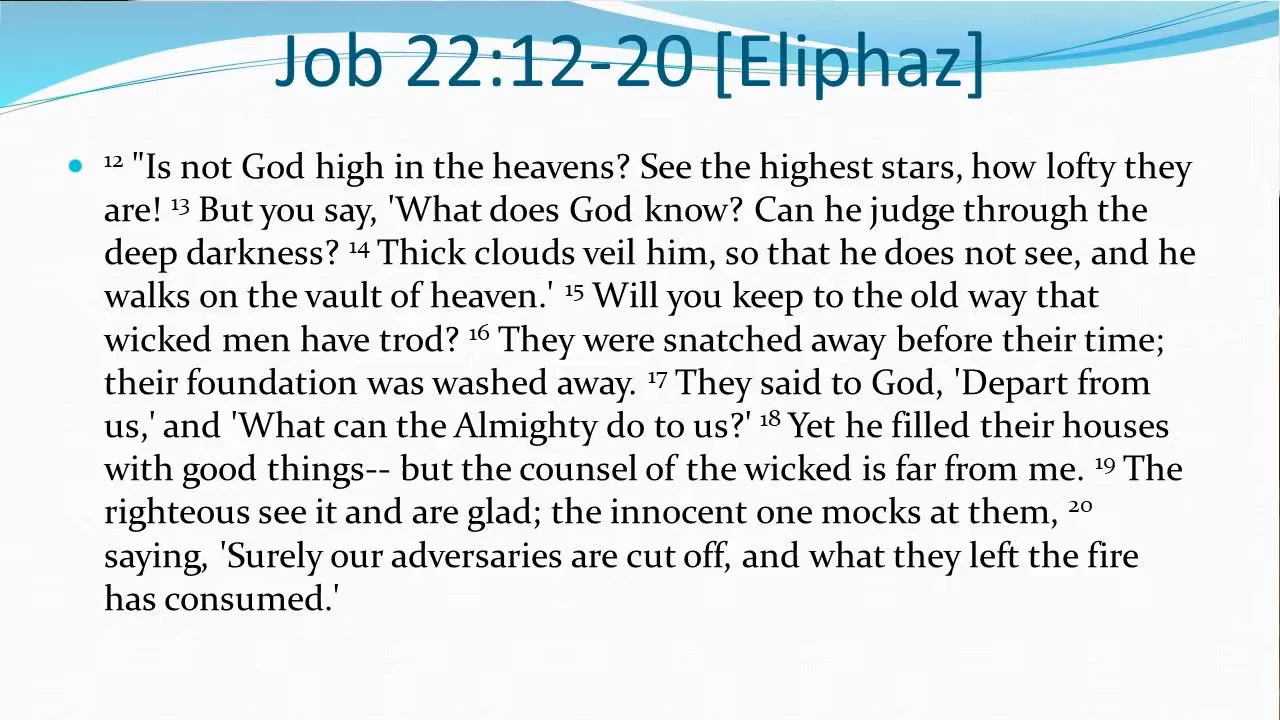 Job 22:12-20 [Eliphaz]
12 "Is not God high in the heavens? See the highest stars, how lofty they
are! 13 But you say, 'What does God know? Can he judge through the
deep darkness? 14 Thick clouds veil him, so that he does not see, and he
walks on the vault of heaven.' 15 Will you keep to the old way that
wicked men have trod? 16 They were snatched away before their time;
their foundation was washed away. 17 They said to God, 'Depart from
us,' and 'What can the Almighty do to us?' 18 Yet he filled their houses
with good things-- but the counsel of the wicked is far from me. 19 The
righteous see it and are glad; the innocent one mocks at them, 20
saying, 'Surely our adversaries are cut off, and what they left the fire
has consumed.'